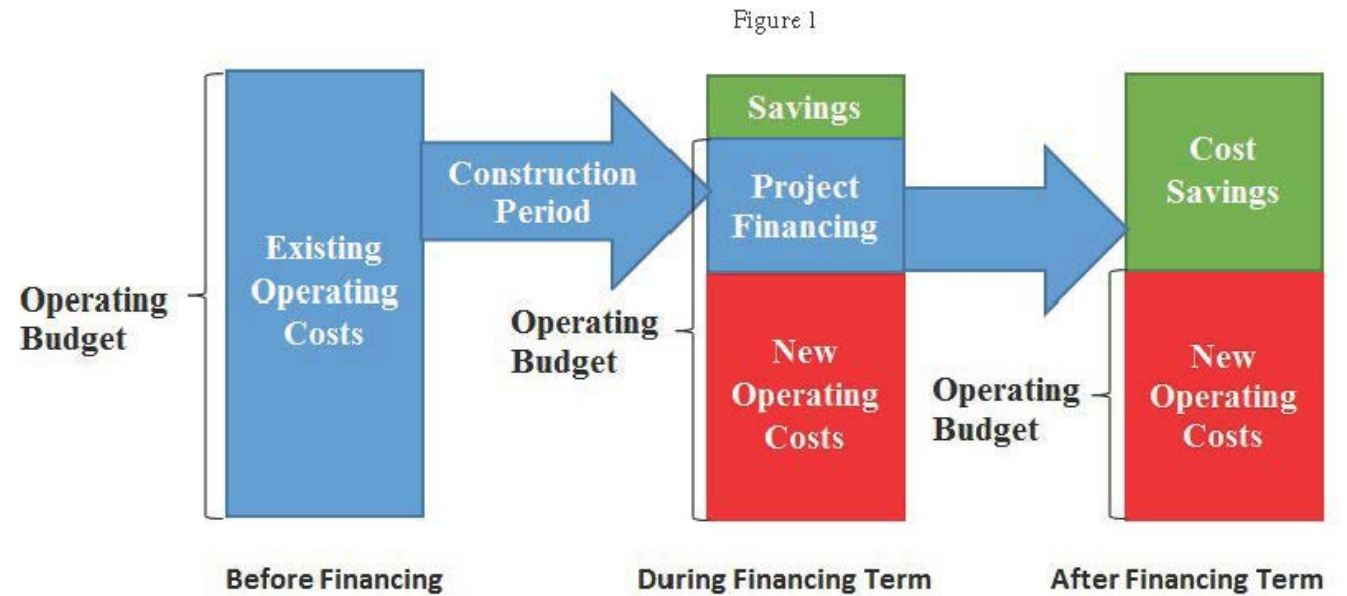 Figure 1
Operating
Budget
Existing
Operating
Costs
Construction
Period
Operating
Budget
Savings
Project
Financing
New
Operating
Costs
Operating
Budget
Cost
Savings
New
Operating
Costs
Before Financing
During Financing Term
After Financing Term